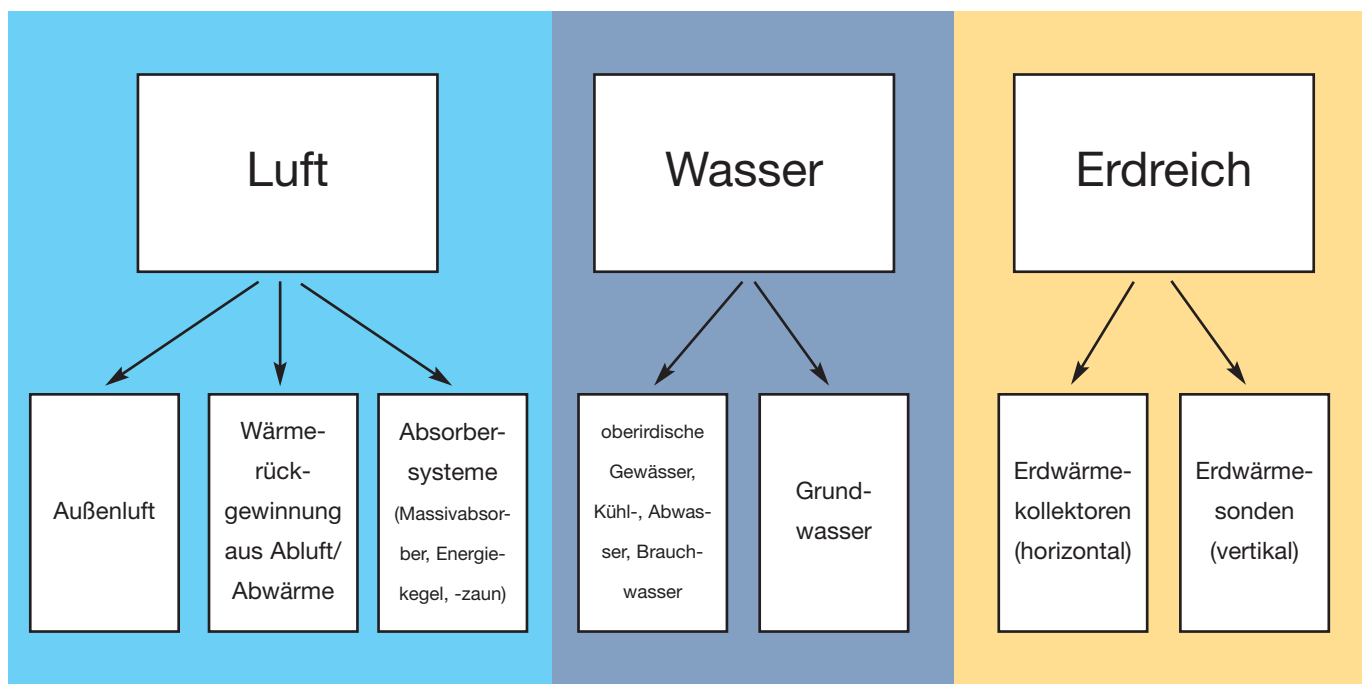 Luft
Wasser
Erdreich
Außenluft
Wärme-
rück-
gewinnung
aus Abluft/
Abwärme
Absorber-
systeme
(Massivabsor-
ber, Energie-
kegel, -zaun)
oberirdische
Gewässer,
Kühl-, Abwas-
ser, Brauch-
wasser
Grund-
wasser
Erdwärme-
kollektoren
(horizontal)
Erdwärme-
sonden
(vertikal)